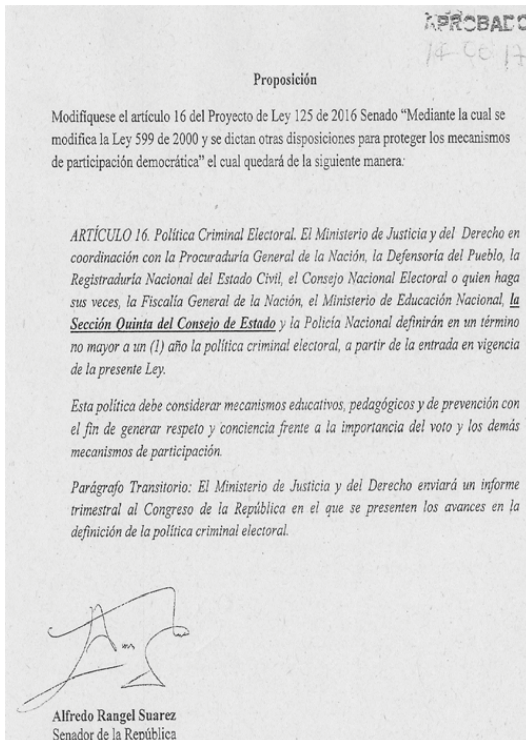 APROBADO
Proposición
Modifíquese el artículo 16 del Proyecto de Ley 125 de 2016 Senado “Mediante la cual se
modifica la Ley 599 de 2000 y se dictan otras disposiciones para proteger los mecanismos
de participación democrática” el cual quedará de la siguiente manera:
ARTÍCULO 16. Política Criminal Electoral. El Ministerio de Justicia y del Derecho en
coordinación con la Procuraduría General de la Nación, la Defensoría del Pueblo, la
Registraduría Nacional del Estado Civil, el Consejo Nacional Electoral o quien haga
sus veces, la Fiscalía General de la Nación, el Ministerio de Educación Nacional, la
Sección Quinta del Consejo de Estado y la Policía Nacional definirán en un término
no mayor a un (1) año la política criminal electoral, a partir de la entrada en vigencia
de la presente Ley.
Esta política debe considerar mecanismos educativos, pedagógicos y de prevención con
el fin de generar respeto y conciencia frente a la importancia del voto y los demás
mecanismos de participación.
Parágrafo Transitorio: El Ministerio de Justicia y del Derecho enviará un informe
trimestral al Congreso de la República en el que se presenten los avances en la
definición de la política criminal electoral.
Alfredo Rangel Suarez
Senador de la República